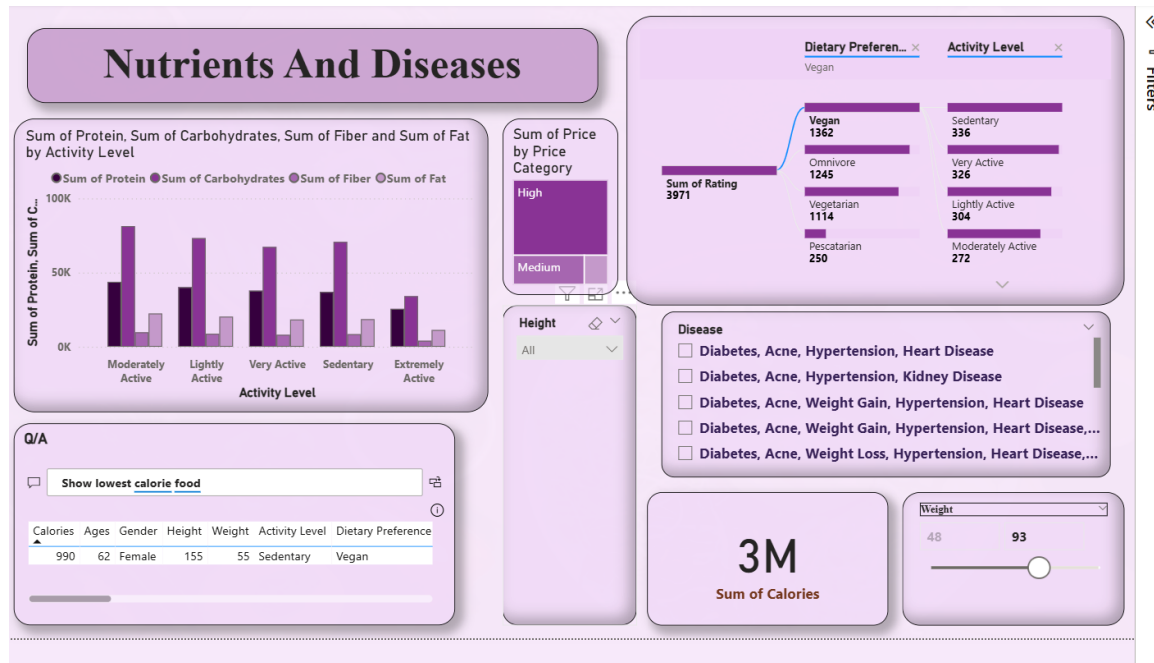 Nutrients And Diseases
Sum of Protein, Sum of Carbohydrates, Sum of Fiber and Sum of Fat
by Activity Level
Sum of Protein Sum of Carbohydrates Sum of Fiber Sum of Fat
Sum of Protein, Sum of C...
100K
50K
0K
Moderately
Active
Lightly
Active
Very Active
Sedentary
Extremely
Active
Activity Level
Sum of Price
by Price
Category
High
Medium
Dietary Preferen...
Vegan
Activity Level
Sum of Rating
3971
Vegan
1362
Omnivore
1245
Vegetarian
1114
Pescatarian
250
Sedentary
336
Very Active
326
Lightly Active
304
Moderately Active
272
Filters
Height
All
Disease
Diabetes, Acne, Hypertension, Heart Disease
Diabetes, Acne, Hypertension, Kidney Disease
Diabetes, Acne, Weight Gain, Hypertension, Heart Disease
Diabetes, Acne, Weight Gain, Hypertension, Heart Disease,...
Diabetes, Acne, Weight Loss, Hypertension, Heart Disease,...
Q/A
Show lowest calorie food
Calories Ages Gender Height Weight Activity Level Dietary Preference
990 62 Female 155 55 Sedentary Vegan
3M
Sum of Calories
Weight
48 93